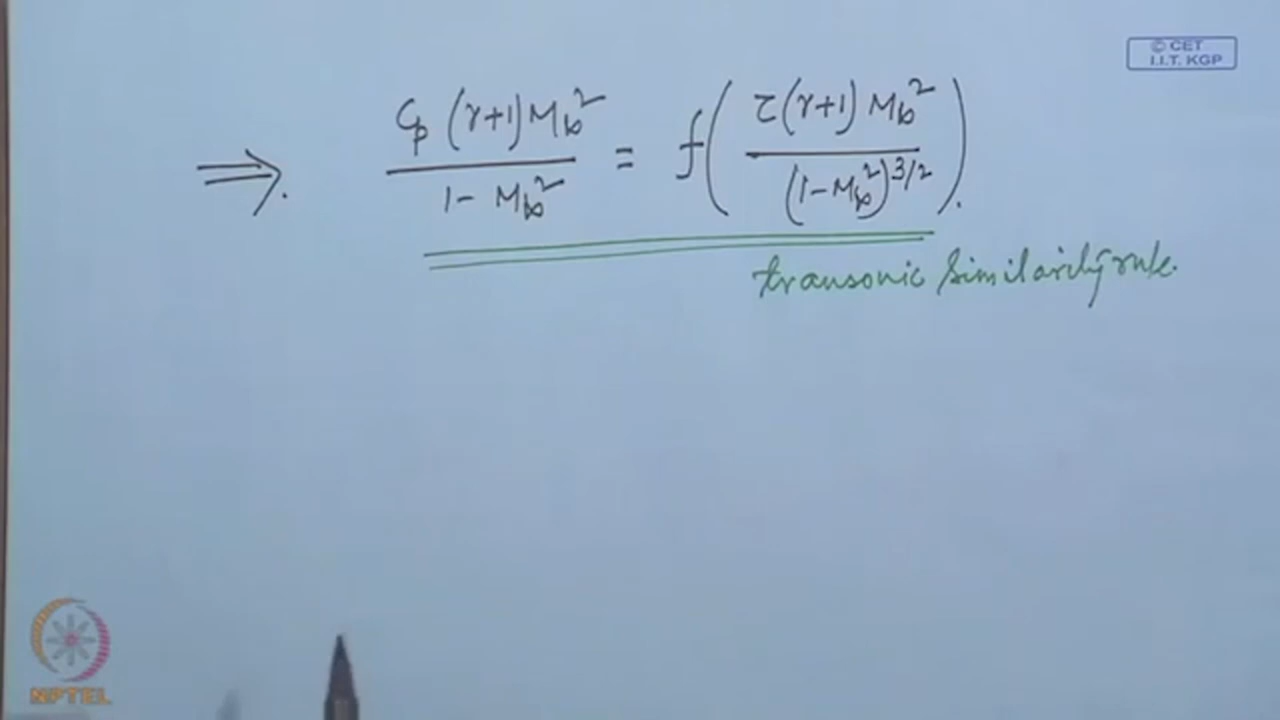 © CET
I.I.T. KGP
⇒. Cp (γ+1) M∞² / 1 - M∞² = f( τ(γ+1) M∞² / (1-M∞²)^3/2 ).
transonic similarity rule.
NPTEL